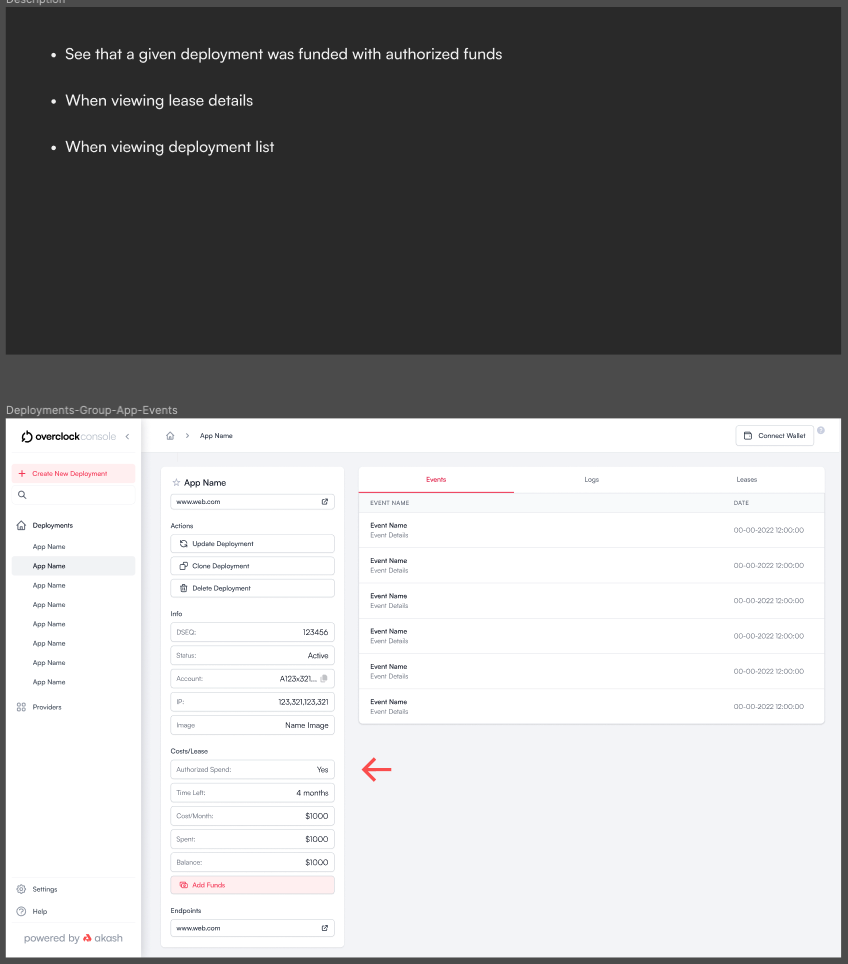 Description
• See that a given deployment was funded with authorized funds
• When viewing lease details
• When viewing deployment list
Deployments-Group-App-Events
overclockconsole
Create New Deploymant
Deployments
App Name
App Name
App Name
App Name
App Name
App Name
App Name
App Name
Providers
Settings
Help
powered by akash
App Name
Connect Wallet
?
App Name
www.web.com
Actions
Update Deployment
Clone Deployment
Delete Deployment
Info
DSEQ: 123456
Status: Active
Account: A123x321...
IP: 123,321,123,321
Image Name Image
Costs/Lease
Authorized Spend: Yes
Time Left: 4 months
Cost/Month: $1000
Spent: $1000
Balance: $1000
Add Funds
Endpoints
www.web.com
Events Logs Leases
EVENT NAME DATE
Event Name
Event Details
00-00-2022 12:00:00
Event Name
Event Details
00-00-2022 12:00:00
Event Name
Event Details
00-00-2022 12:00:00
Event Name
Event Details
00-00-2022 12:00:00
Event Name
Event Details
00-00-2022 12:00:00
Event Name
Event Details
00-00-2022 12:00:00